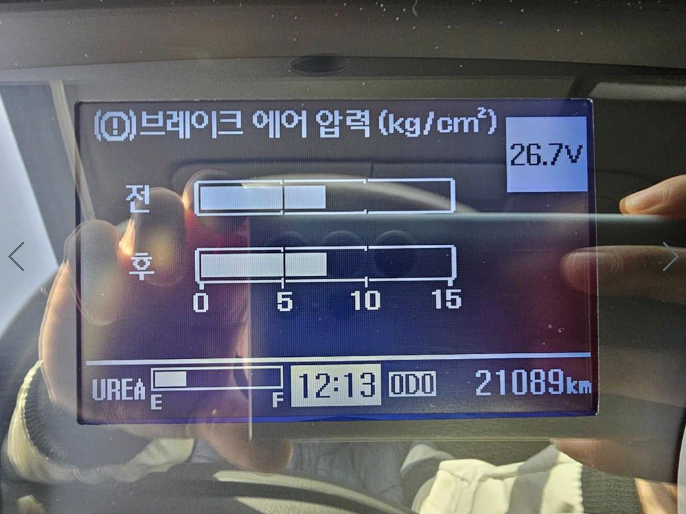 (!)브레이크 에어 압력 (kg/cm²)
26.7V
전
후
0 5 10 15
UREA E F 12:13 ODO 21089km